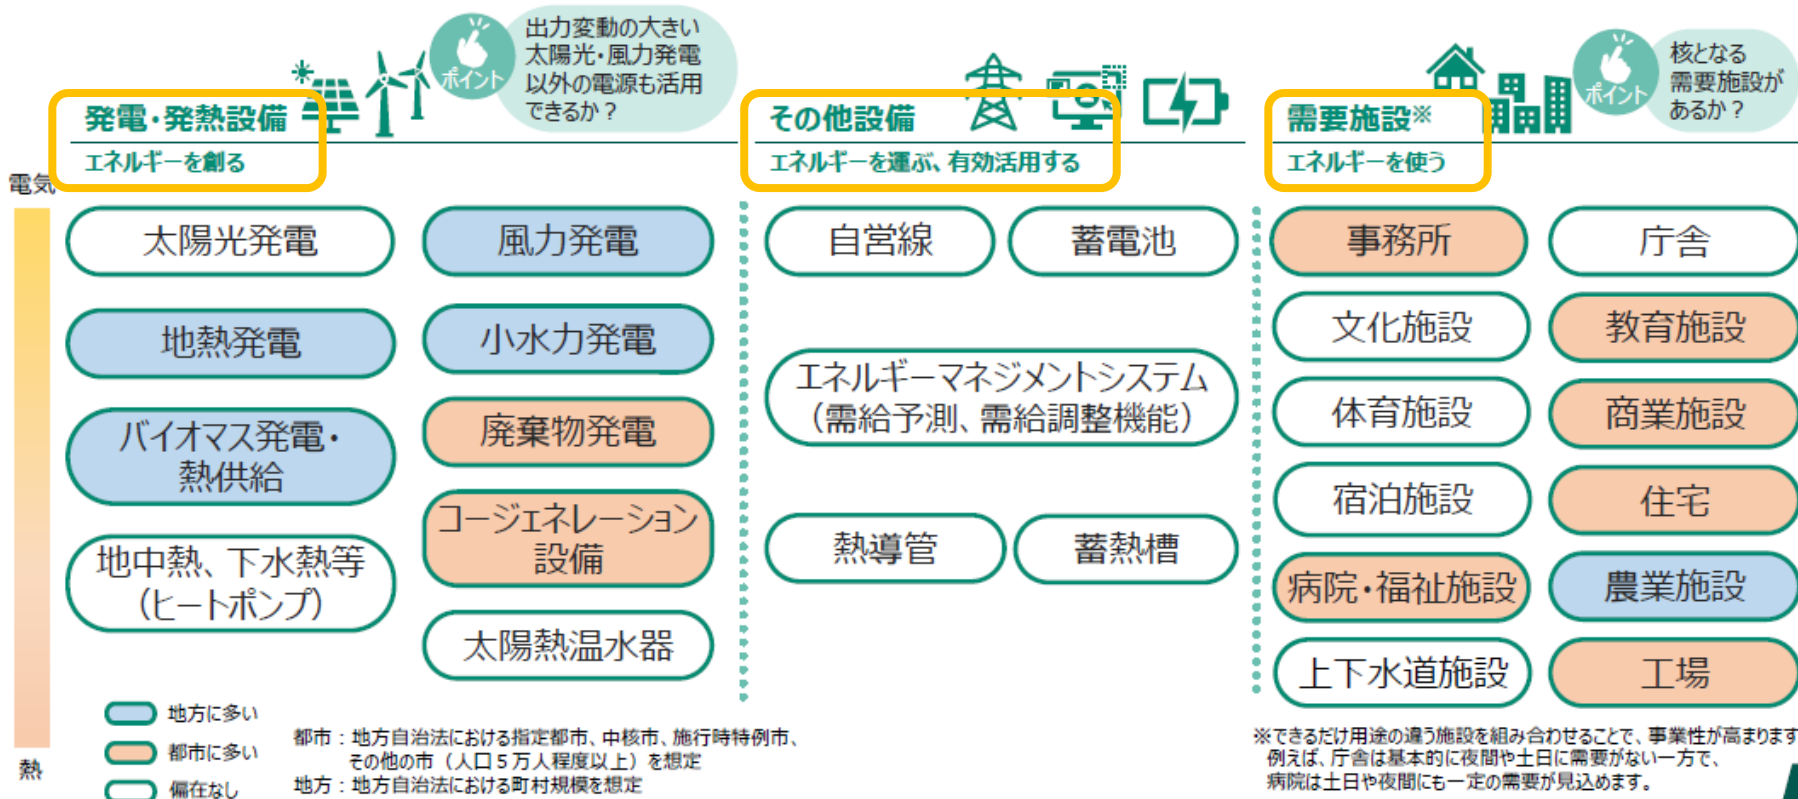 ポイント
出力変動の大きい
太陽光・風力発電
以外の電源も活用
できるか？
発電・発熱設備
エネルギーを創る
電気
熱
太陽光発電
風力発電
地熱発電
小水力発電
バイオマス発電・
熱供給
廃棄物発電
コージェネレーション
設備
地中熱、下水熱等
（ヒートポンプ）
太陽熱温水器
その他設備
エネルギーを運ぶ、有効活用する
自営線
蓄電池
エネルギーマネジメントシステム
（需給予測、需給調整機能）
熱導管
蓄熱槽
ポイント
核となる
需要施設が
あるか？
需要施設※
エネルギーを使う
事務所
庁舎
文化施設
教育施設
体育施設
商業施設
宿泊施設
住宅
病院・福祉施設
農業施設
上下水道施設
工場
地方に多い
都市に多い
偏在なし
都市：地方自治法における指定都市、中核市、施行時特例市、
その他の市（人口５万人程度以上）を想定
地方：地方自治法における町村規模を想定
※できるだけ用途の違う施設を組み合わせることで、事業性が高まります
例えば、庁舎は基本的に夜間や土日に需要がない一方で、
病院は土日や夜間にも一定の需要が見込めます。